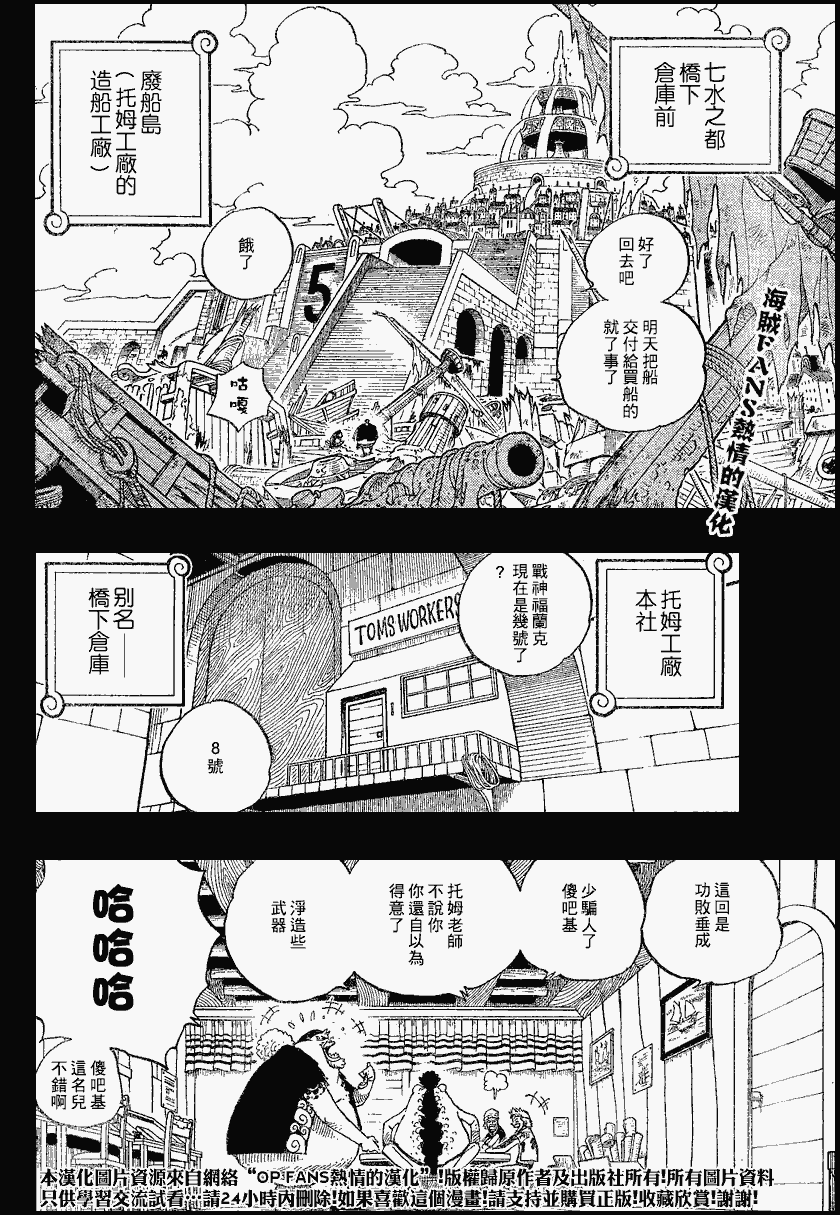 七水之都
橋下
倉庫前
廢船島
(托姆工廠的
造船工廠)
好了
回去吧
明天把船
交付給買船的
就了事了
餓了
5
咕嘎
海賊FANS熱情的漢化
托姆工廠
本社
戰神福蘭克
現在是幾號了
?
TOMS WORKERS
別名——
橋下倉庫
8
號
這回是
功敗垂成
少騙人了
傻吧基
托姆老師
不說你
你還自以為
得意了
淨造些
武器
哈哈哈
傻吧基
這名兒
不錯啊
本漢化圖片資源來自網絡“OP FANS熱情的漢化”!版權歸原作者及出版社所有!所有圖片資料
只供學習交流試看…請24小時內刪除!如果喜歡這個漫畫!請支持並購買正版!收藏欣賞!謝謝!